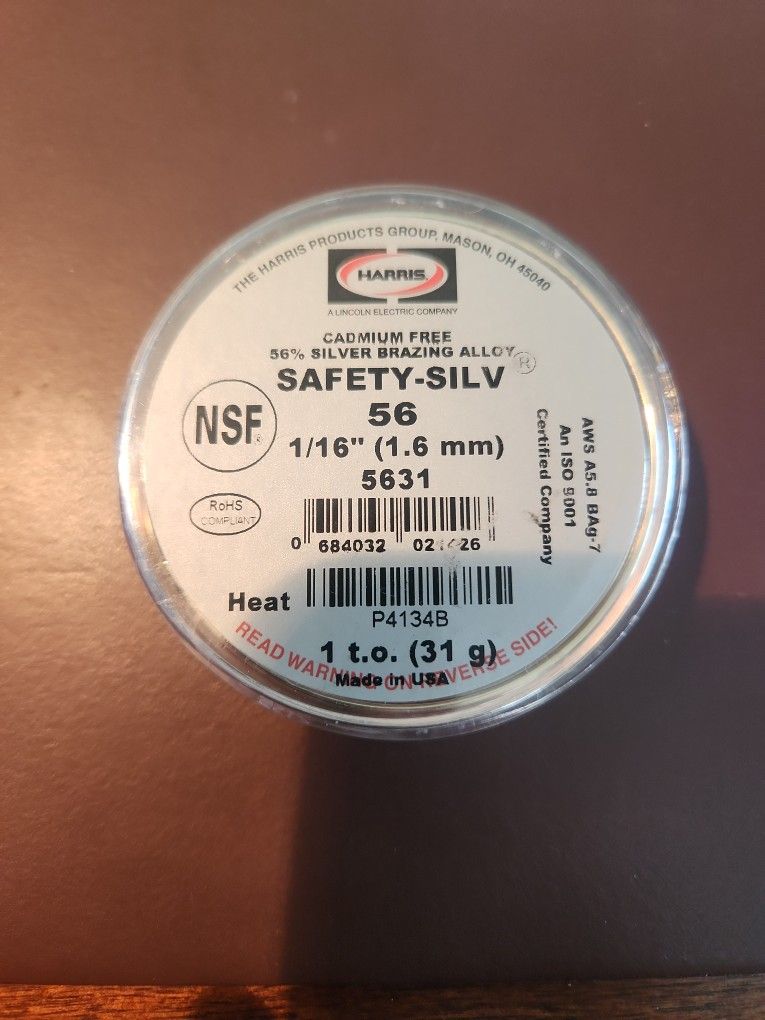 THE HARRIS PRODUCTS GROUP, MASON, OH 45040
HARRIS®
A LINCOLN ELECTRIC COMPANY
CADMIUM FREE
56% SILVER BRAZING ALLOY
SAFETY-SILV®
56
1/16" (1.6 mm)
5631
NSF®
RoHS
COMPLIANT
AWS A5.8 BAg-7
An ISO 9001
Certified Company
0 684032
Heat
P4134B
1 t.o. (31 g)
READ WARNING ON REVERSE SIDE!
Made in USA